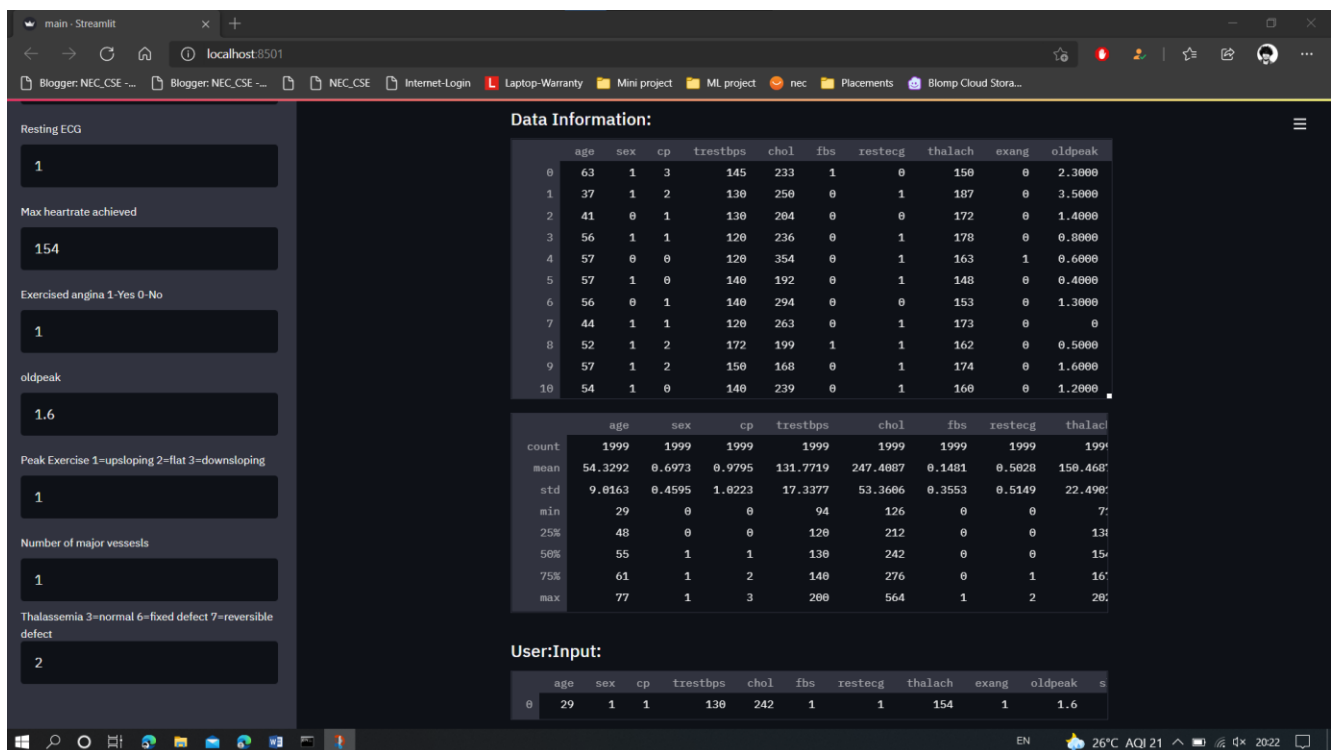 main - Streamlit
localhost:8501
Blogger: NEC_CSE -... Blogger: NEC_CSE -... NEC_CSE Internet-Login Laptop-Warranty Mini project ML project nec Placements Blomp Cloud Stora...
Resting ECG
1
Max heartrate achieved
154
Exercised angina 1-Yes 0-No
1
oldpeak
1.6
Peak Exercise 1=upsloping 2=flat 3=downsloping
1
Number of major vessesls
1
Thalassemia 3=normal 6=fixed defect 7=reversible
defect
2
Data Information:
age sex cp trestbps chol fbs restecg thalach exang oldpeak
0 63 1 3 145 233 1 0 150 0 2.3000
1 37 1 2 130 250 0 1 187 0 3.5000
2 41 0 1 130 204 0 0 172 0 1.4000
3 56 1 1 120 236 0 1 178 0 0.8000
4 57 0 0 120 354 0 1 163 1 0.6000
5 57 1 0 140 192 0 1 148 0 0.4000
6 56 0 1 140 294 0 0 153 0 1.3000
7 44 1 1 120 263 0 1 173 0 0
8 52 1 2 172 199 1 1 162 0 0.5000
9 57 1 2 150 168 0 1 174 0 1.6000
10 54 1 0 140 239 0 1 160 0 1.2000
age sex cp trestbps chol fbs restecg thalach
count 1999 1999 1999 1999 1999 1999 1999 1999
mean 54.3292 0.6973 0.9795 131.7719 247.4087 0.1481 0.5028 150.468
std 9.0163 0.4595 1.0223 17.3377 53.3606 0.3553 0.5149 22.490
min 29 0 0 94 126 0 0 7
25% 48 0 0 120 212 0 0 13
50% 55 1 1 130 242 0 0 15
75% 61 1 2 140 276 0 1 16
max 77 1 3 200 564 1 2 20
User:Input:
age sex cp trestbps chol fbs restecg thalach exang oldpeak s
0 29 1 1 130 242 1 1 154 1 1.6
EN 26°C AQI 21 20:22